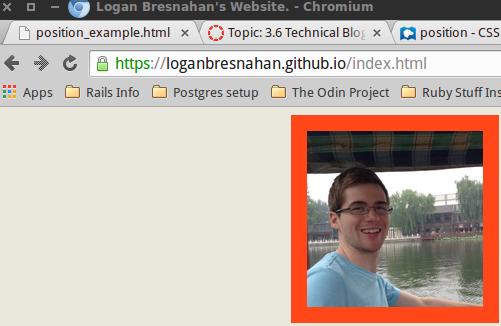 Logan Bresnahan's Website. - Chromium
position_example.html Topic: 3.6 Technical Blog position - CSS
https://loganbresnahan.github.io/index.html
Apps Rails Info Postgres setup The Odin Project Ruby Stuff Ins